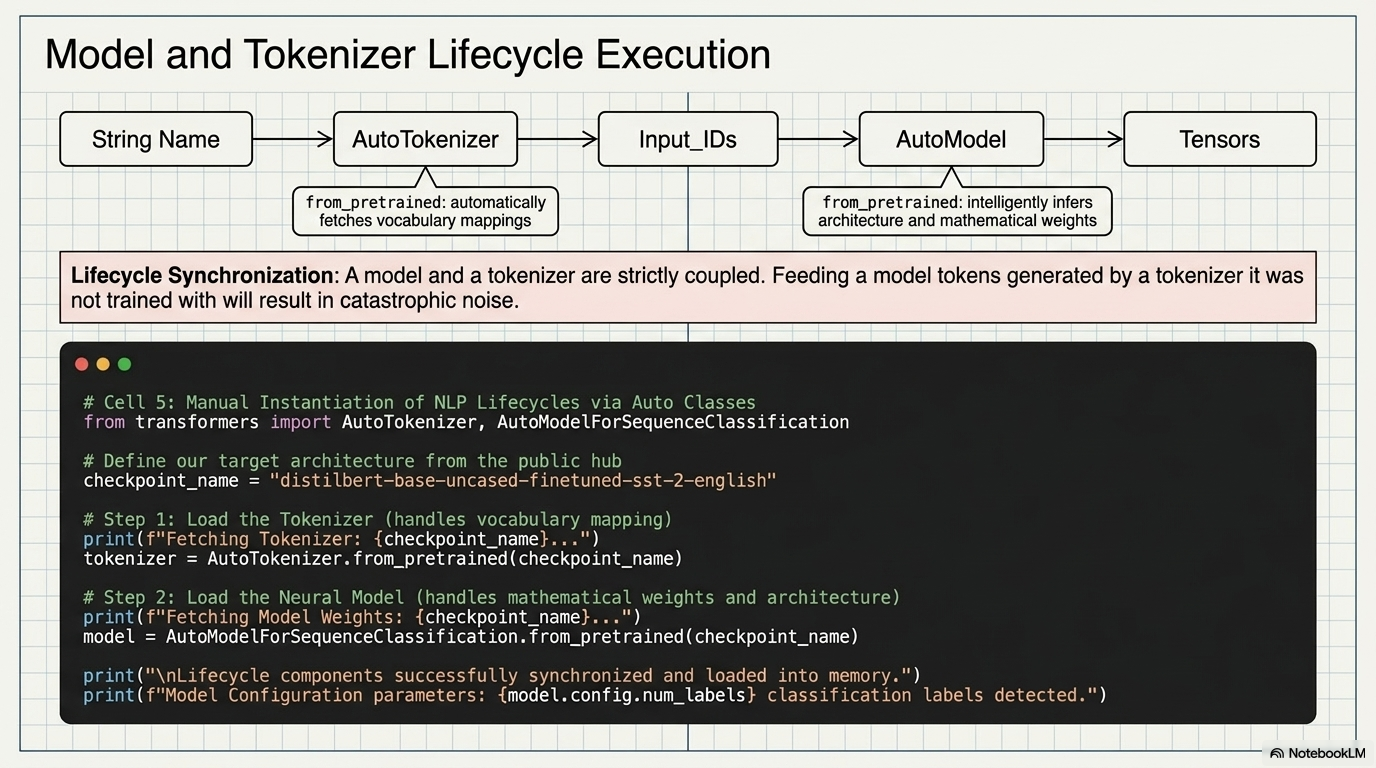 Model and Tokenizer Lifecycle Execution
String Name
AutoTokenizer
Input_IDs
AutoModel
Tensors
from_pretrained: automatically
fetches vocabulary mappings
from_pretrained: intelligently infers
architecture and mathematical weights
Lifecycle Synchronization: A model and a tokenizer are strictly coupled. Feeding a model tokens generated by a tokenizer it was
not trained with will result in catastrophic noise.
# Cell 5: Manual Instantiation of NLP Lifecycles via Auto Classes
from transformers import AutoTokenizer, AutoModelForSequenceClassification
# Define our target architecture from the public hub
checkpoint_name = "distilbert-base-uncased-finetuned-sst-2-english"
# Step 1: Load the Tokenizer (handles vocabulary mapping)
print(f"Fetching Tokenizer: {checkpoint_name}...")
tokenizer = AutoTokenizer.from_pretrained(checkpoint_name)
# Step 2: Load the Neural Model (handles mathematical weights and architecture)
print(f"Fetching Model Weights: {checkpoint_name}...")
model = AutoModelForSequenceClassification.from_pretrained(checkpoint_name)
print("\nLifecycle components successfully synchronized and loaded into memory.")
print(f"Model Configuration parameters: {model.config.num_labels} classification labels detected.")
NotebookLM